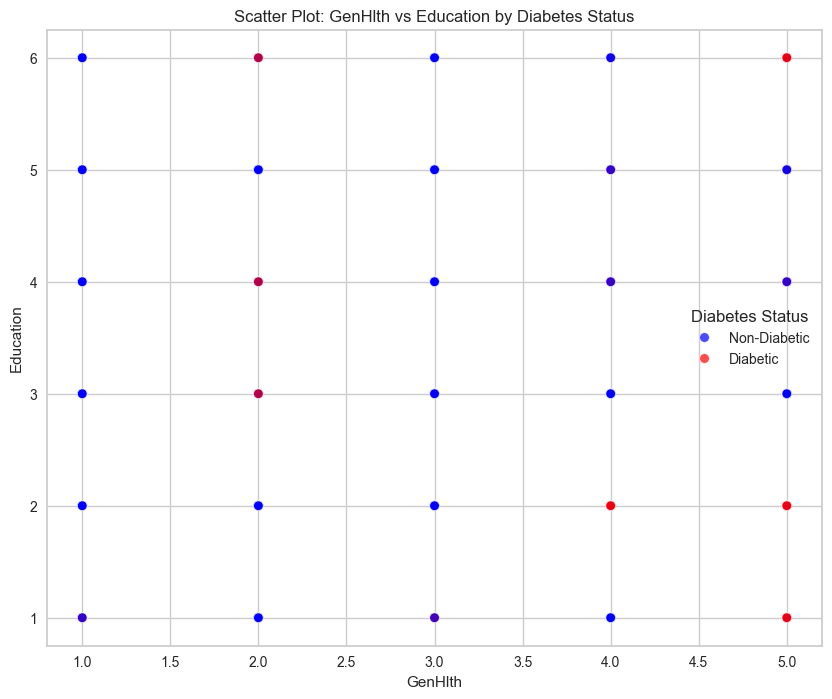 Scatter Plot: GenHlth vs Education by Diabetes Status
6
5
4
3
2
1
Education
Diabetes Status
Non-Diabetic
Diabetic
1.0 1.5 2.0 2.5 3.0 3.5 4.0 4.5 5.0
GenHlth